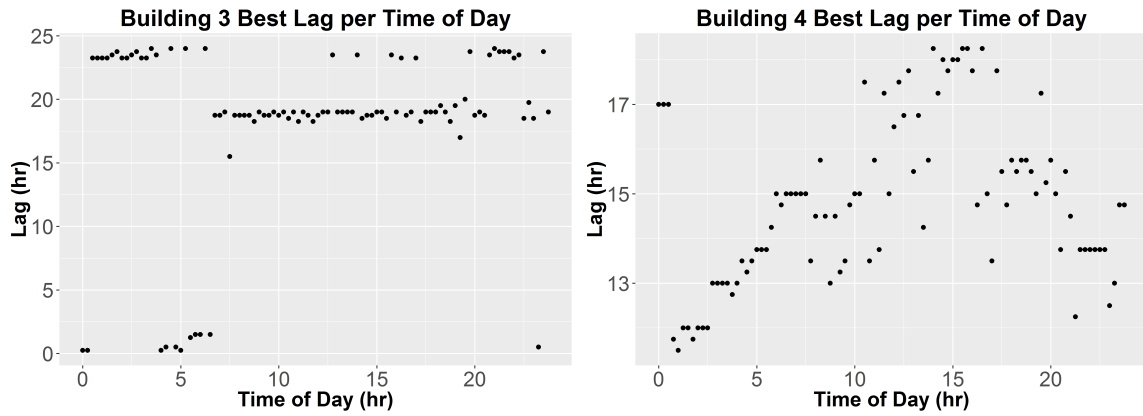 Building 3 Best Lag per Time of Day
25
20
15
10
5
0
Lag (hr)
0 5 10 15 20
Time of Day (hr)
Building 4 Best Lag per Time of Day
17
15
13
Lag (hr)
0 5 10 15 20
Time of Day (hr)